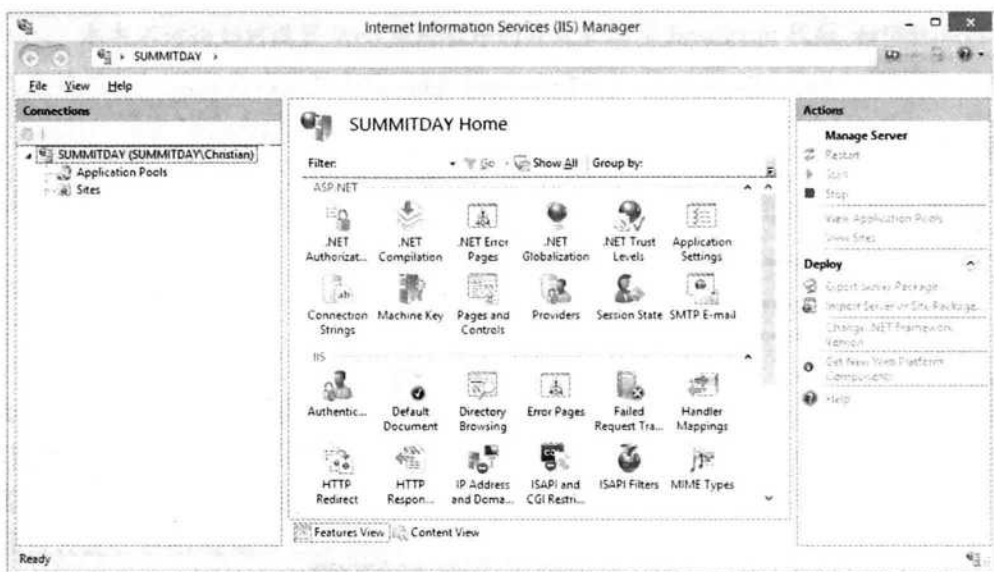 Internet Information Services (IIS) Manager
SUMMITDAY
File View Help
Connections
SUMMITDAY (SUMMITDAY\Christian)
Application Pools
Sites
SUMMITDAY Home
Filter: Go Show All Group by:
ASP.NET
.NET Authorizat...
.NET Compilation
.NET Error Pages
.NET Globalization
.NET Trust Levels
Application Settings
Connection Strings
Machine Key
Pages and Controls
Providers
Session State
SMTP E-mail
IIS
Authentic...
Default Document
Directory Browsing
Error Pages
Failed Request Tra...
Handler Mappings
HTTP Redirect
HTTP Respon...
IP Address and Doma...
ISAPI and CGI Restri...
ISAPI Filters
MIME Types
Features View Content View
Ready
Actions
Manage Server
Restart
Start
Stop
View Application Pools
View Sites
Deploy
Export Server Package...
Import Server or Site Package...
Change .NET Framework
Version
Get New Web Platform
Components
Help